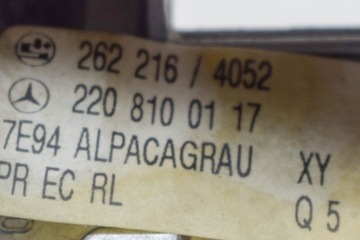 262 216 / 4052
220 810 01 17
7E94 ALPACAGRAU XY
PR EC RL Q 5